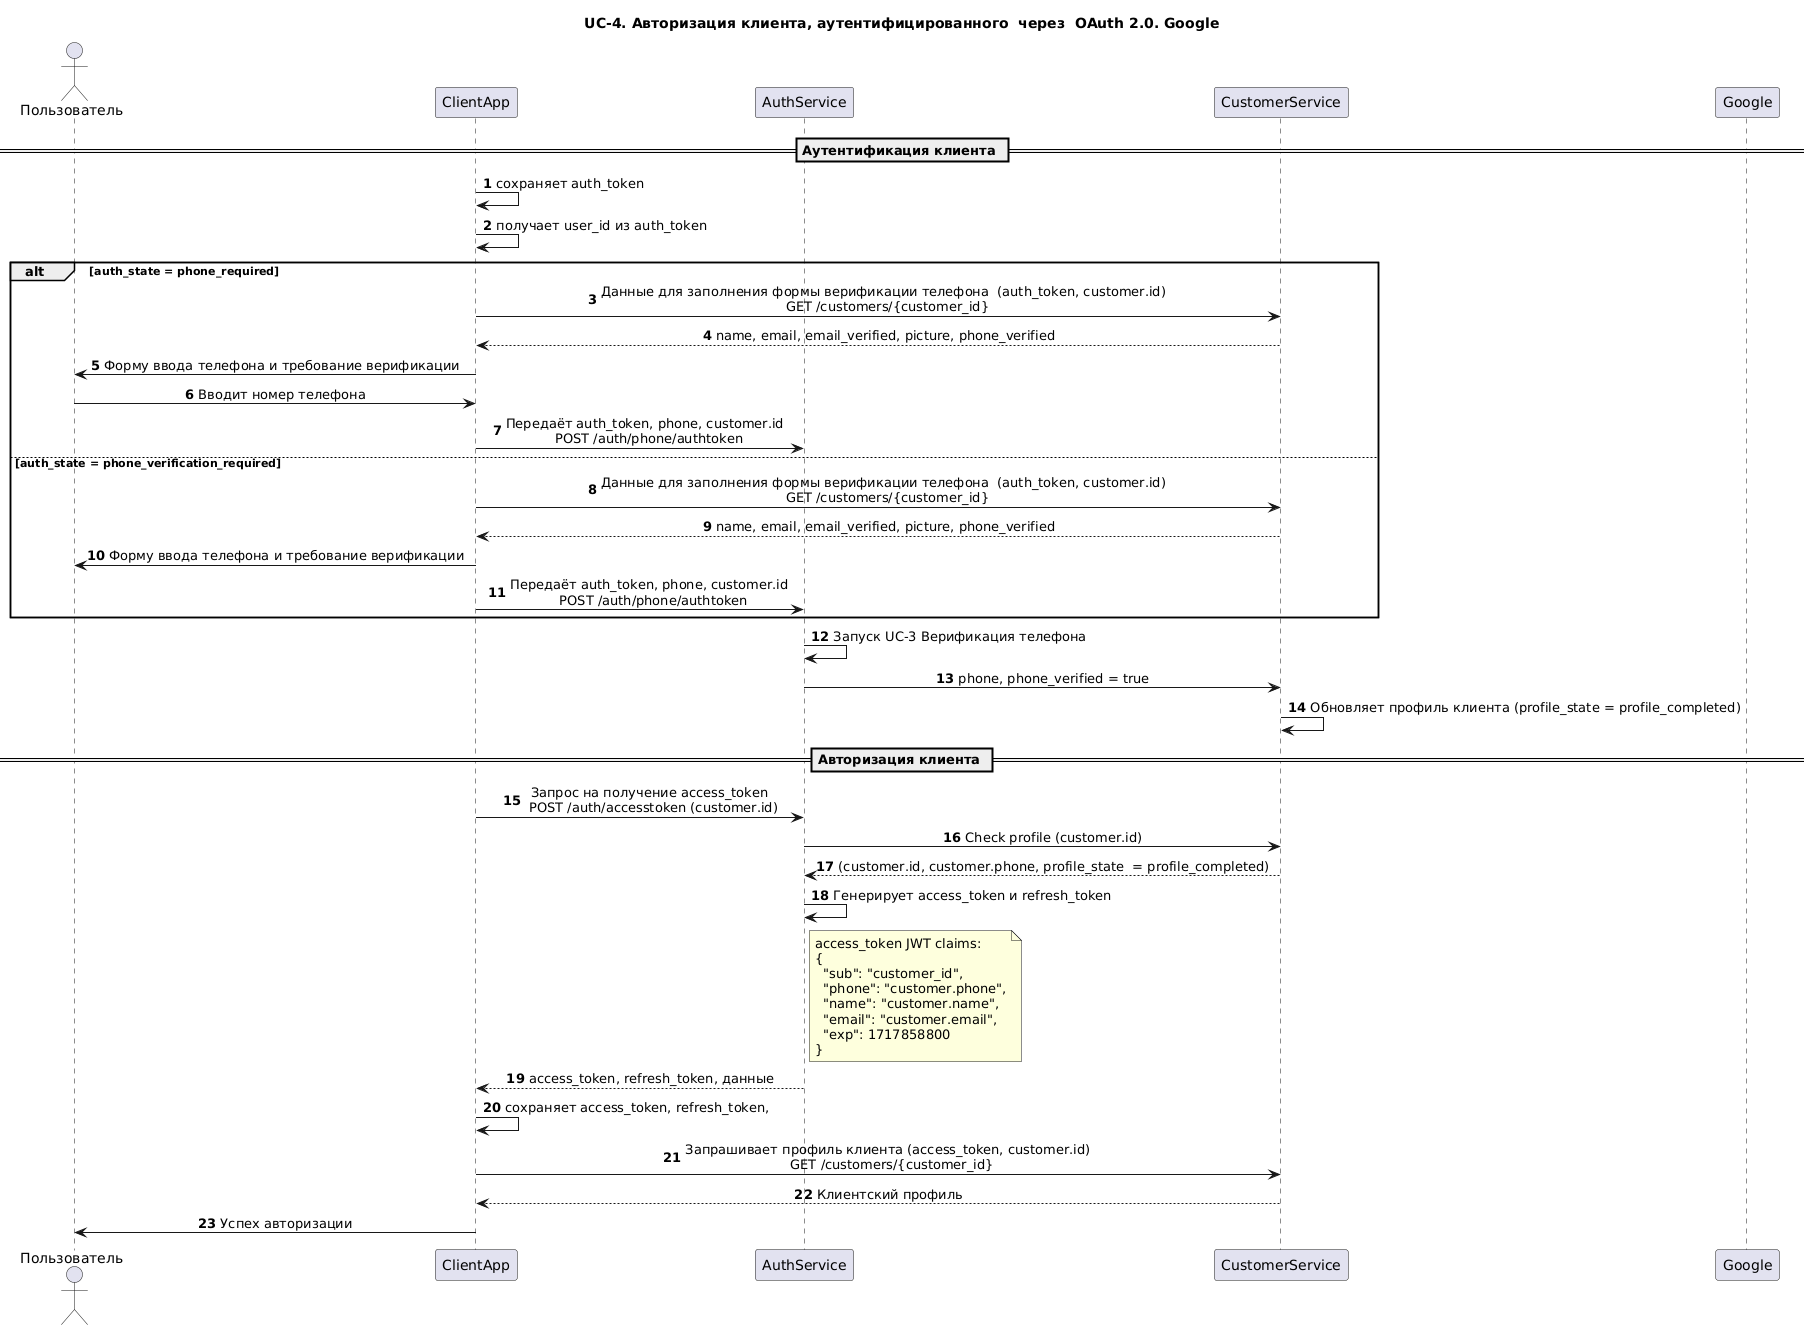 UC-4. Авторизация клиента, аутентифицированного  через  OAuth 2.0. Google
Пользователь
ClientApp
AuthService
CustomerService
Google
Аутентификация клиента
1 сохраняет auth_token
2 получает user_id из auth_token
alt
[auth_state = phone_required]
3 Данные для заполнения формы верификации телефона  (auth_token, customer.id)
GET /customers/{customer_id}
4 name, email, email_verified, picture, phone_verified
5 Форму ввода телефона и требование верификации
6 Вводит номер телефона
7 Передаёт auth_token, phone, customer.id
POST /auth/phone/authtoken
[auth_state = phone_verification_required]
8 Данные для заполнения формы верификации телефона  (auth_token, customer.id)
GET /customers/{customer_id}
9 name, email, email_verified, picture, phone_verified
10 Форму ввода телефона и требование верификации
11 Передаёт auth_token, phone, customer.id
POST /auth/phone/authtoken
12 Запуск UC-3 Верификация телефона
13 phone, phone_verified = true
14 Обновляет профиль клиента (profile_state = profile_completed)
Авторизация клиента
15 Запрос на получение access_token
POST /auth/accesstoken (customer.id)
16 Check profile (customer.id)
17 (customer.id, customer.phone, profile_state  = profile_completed)
18 Генерирует access_token и refresh_token
access_token JWT claims:
{
"sub": "customer_id",
"phone": "customer.phone",
"name": "customer.name",
"email": "customer.email",
"exp": 1717858800
}
19 access_token, refresh_token, данные
20 сохраняет access_token, refresh_token,
21 Запрашивает профиль клиента (access_token, customer.id)
GET /customers/{customer_id}
22 Клиентский профиль
23 Успех авторизации
Пользователь
ClientApp
AuthService
CustomerService
Google